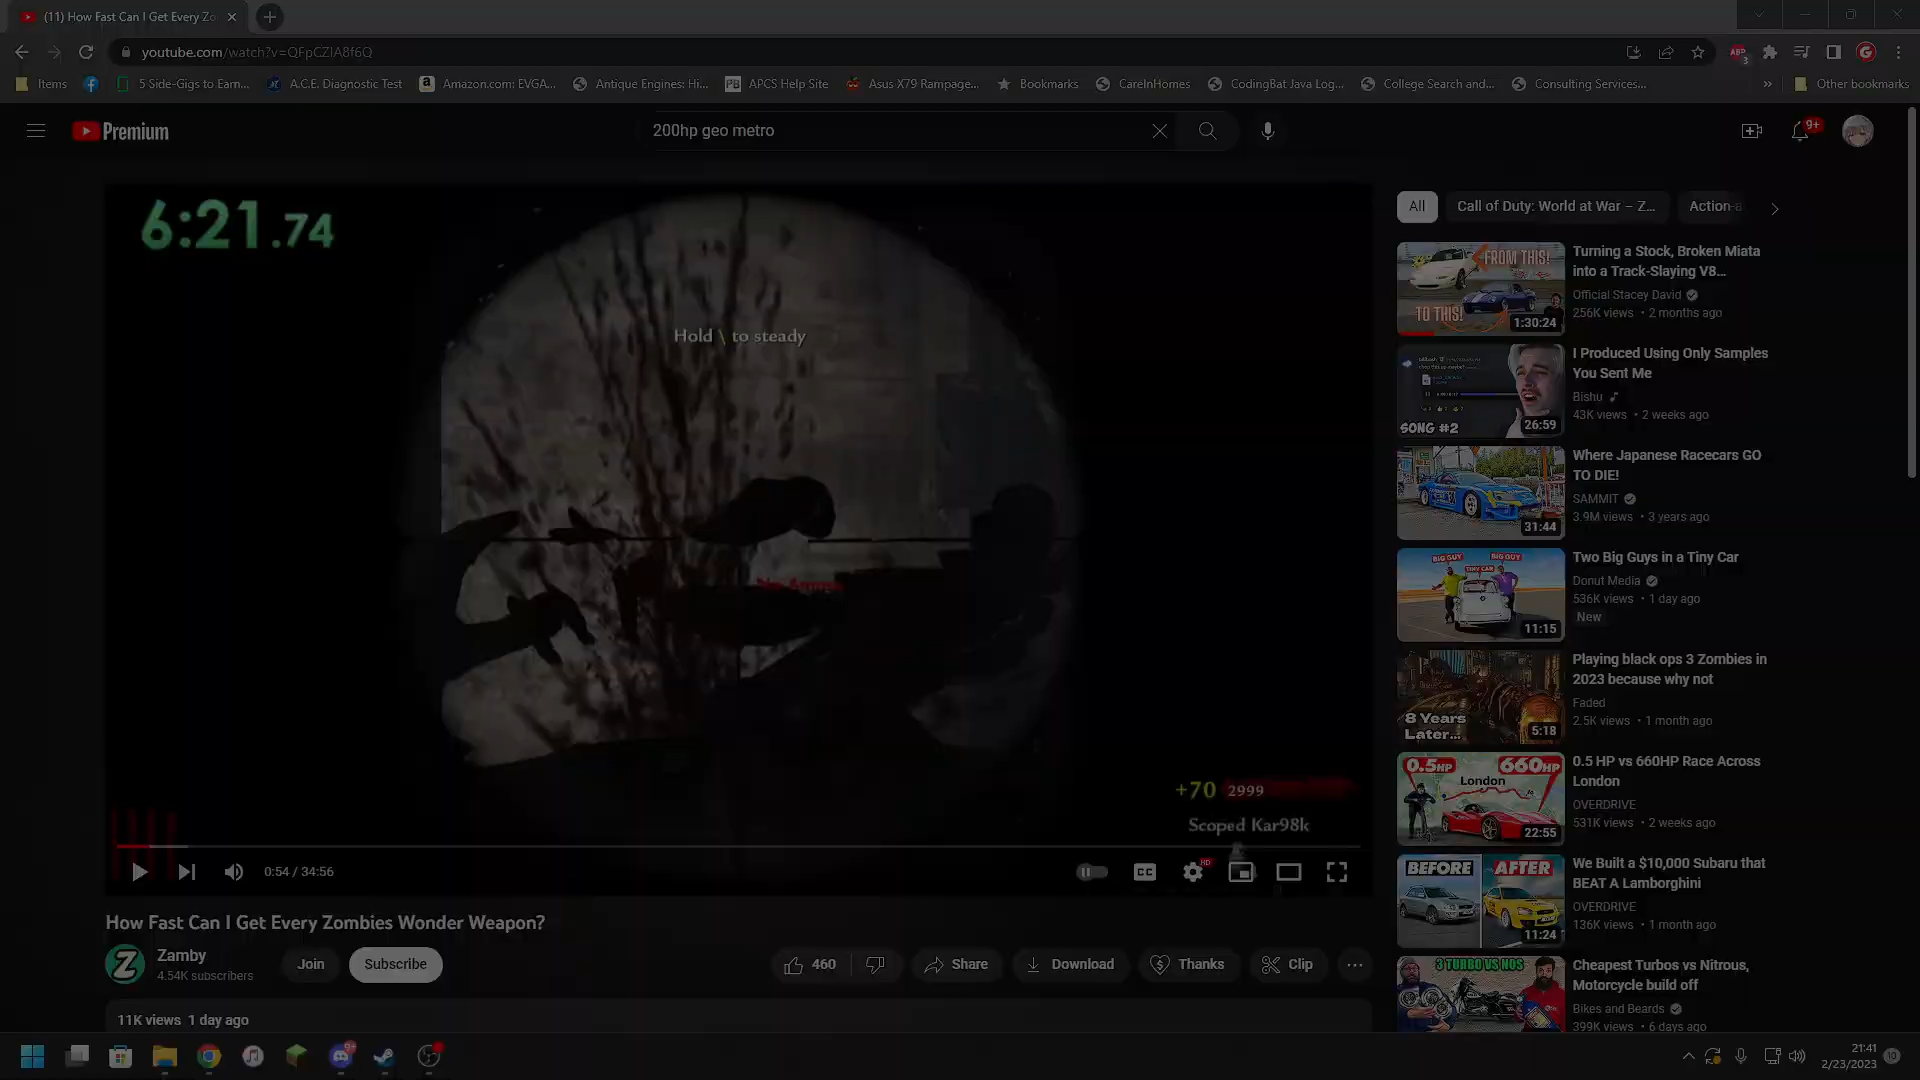 (11) How Fast Can I Get Every Zo
youtube.com/watch?v=QFpCZIA8f6Q
Items
5 Side-Gigs to Earn...
A.C.E. Diagnostic Test
Amazon.com: EVGA...
Antique Engines: Hi...
APCS Help Site
Asus X79 Rampage...
Bookmarks
CareInHomes
CodingBat Java Log...
College Search and...
Consulting Services...
Other bookmarks
Premium
200hp geo metro
9+
6:21.74
Hold \ to steady
+70 2999
Scoped Kar98k
0:54 / 34:56
CC
HD
How Fast Can I Get Every Zombies Wonder Weapon?
Zamby
4.54K subscribers
Join
Subscribe
460
Share
Download
Thanks
Clip
11K views 1 day ago
All
Call of Duty: World at War – Z...
Action-a
FROM THIS!
TO THIS!
1:30:24
Turning a Stock, Broken Miata
into a Track-Slaying V8...
Official Stacey David
256K views • 2 months ago
SONG #2
26:59
I Produced Using Only Samples
You Sent Me
Bishu
43K views • 2 weeks ago
31:44
Where Japanese Racecars GO
TO DIE!
SAMMIT
3.9M views • 3 years ago
BIG GUY
BIG GUY
TINY CAR
11:15
Two Big Guys in a Tiny Car
Donut Media
536K views • 1 day ago
New
8 Years
Later...
5:18
Playing black ops 3 Zombies in
2023 because why not
Faded
2.5K views • 1 month ago
0.5HP
660HP
London
22:55
0.5 HP vs 660HP Race Across
London
OVERDRIVE
531K views • 2 weeks ago
BEFORE
AFTER
11:24
We Built a $10,000 Subaru that
BEAT A Lamborghini
OVERDRIVE
136K views • 1 month ago
3 TURBO VS NOS
Cheapest Turbos vs Nitrous,
Motorcycle build off
Bikes and Beards
399K views • 6 days ago
21:41
2/23/2023